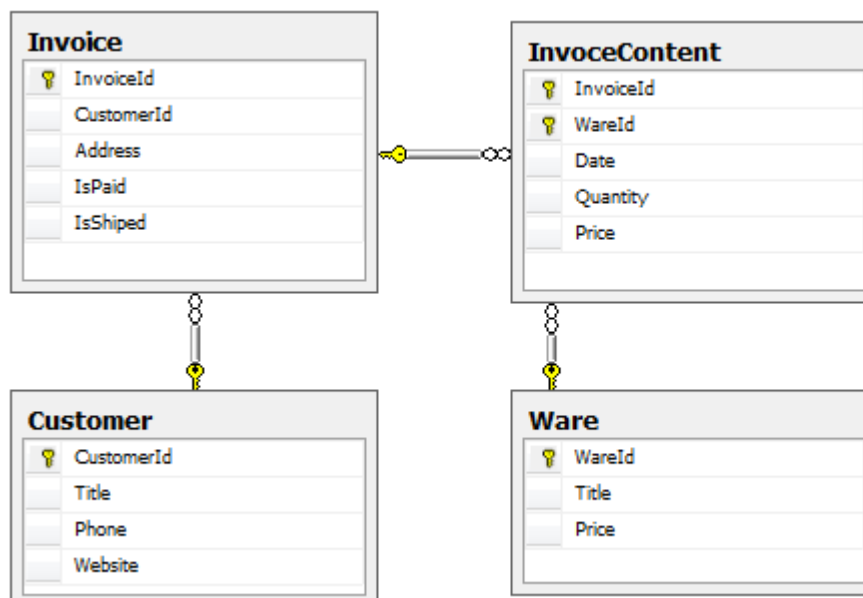 Invoice
InvoiceId
CustomerId
Address
IsPaid
IsShiped
InvoceContent
InvoiceId
WareId
Date
Quantity
Price
Customer
CustomerId
Title
Phone
Website
Ware
WareId
Title
Price